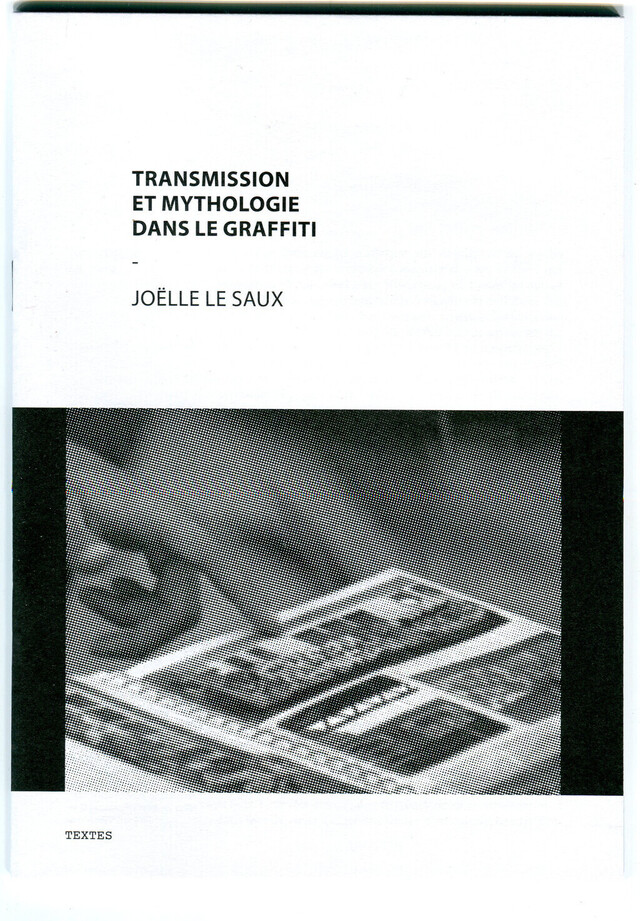 TRANSMISSION
ET MYTHOLOGIE
DANS LE GRAFFITI
-
JOËLLE LE SAUX
TEXTES